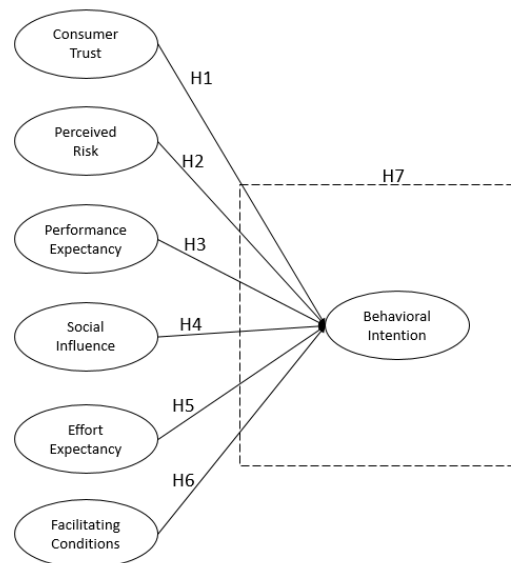 Consumer
Trust
H1
Perceived
Risk
H2
H7
Performance
Expectancy
H3
Social
Influence
H4
Behavioral
Intention
Effort
Expectancy
H5
H6
Facilitating
Conditions